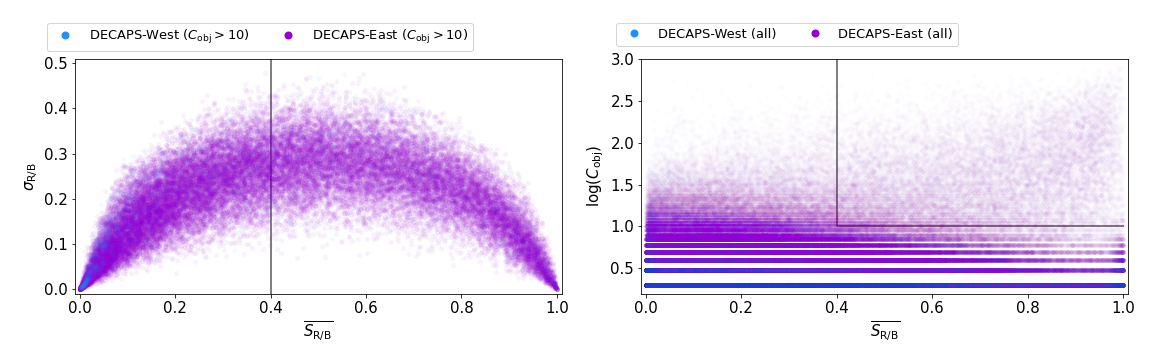 DECAPS-West (C_obj > 10) DECAPS-East (C_obj > 10)
0.5
0.4
0.3
0.2
0.1
0.0
σ_R/B
0.0 0.2 0.4 0.6 0.8 1.0
S̅_R/B
DECAPS-West (all) DECAPS-East (all)
3.0
2.5
2.0
1.5
1.0
0.5
log(C_obj)
0.0 0.2 0.4 0.6 0.8 1.0
S̅_R/B